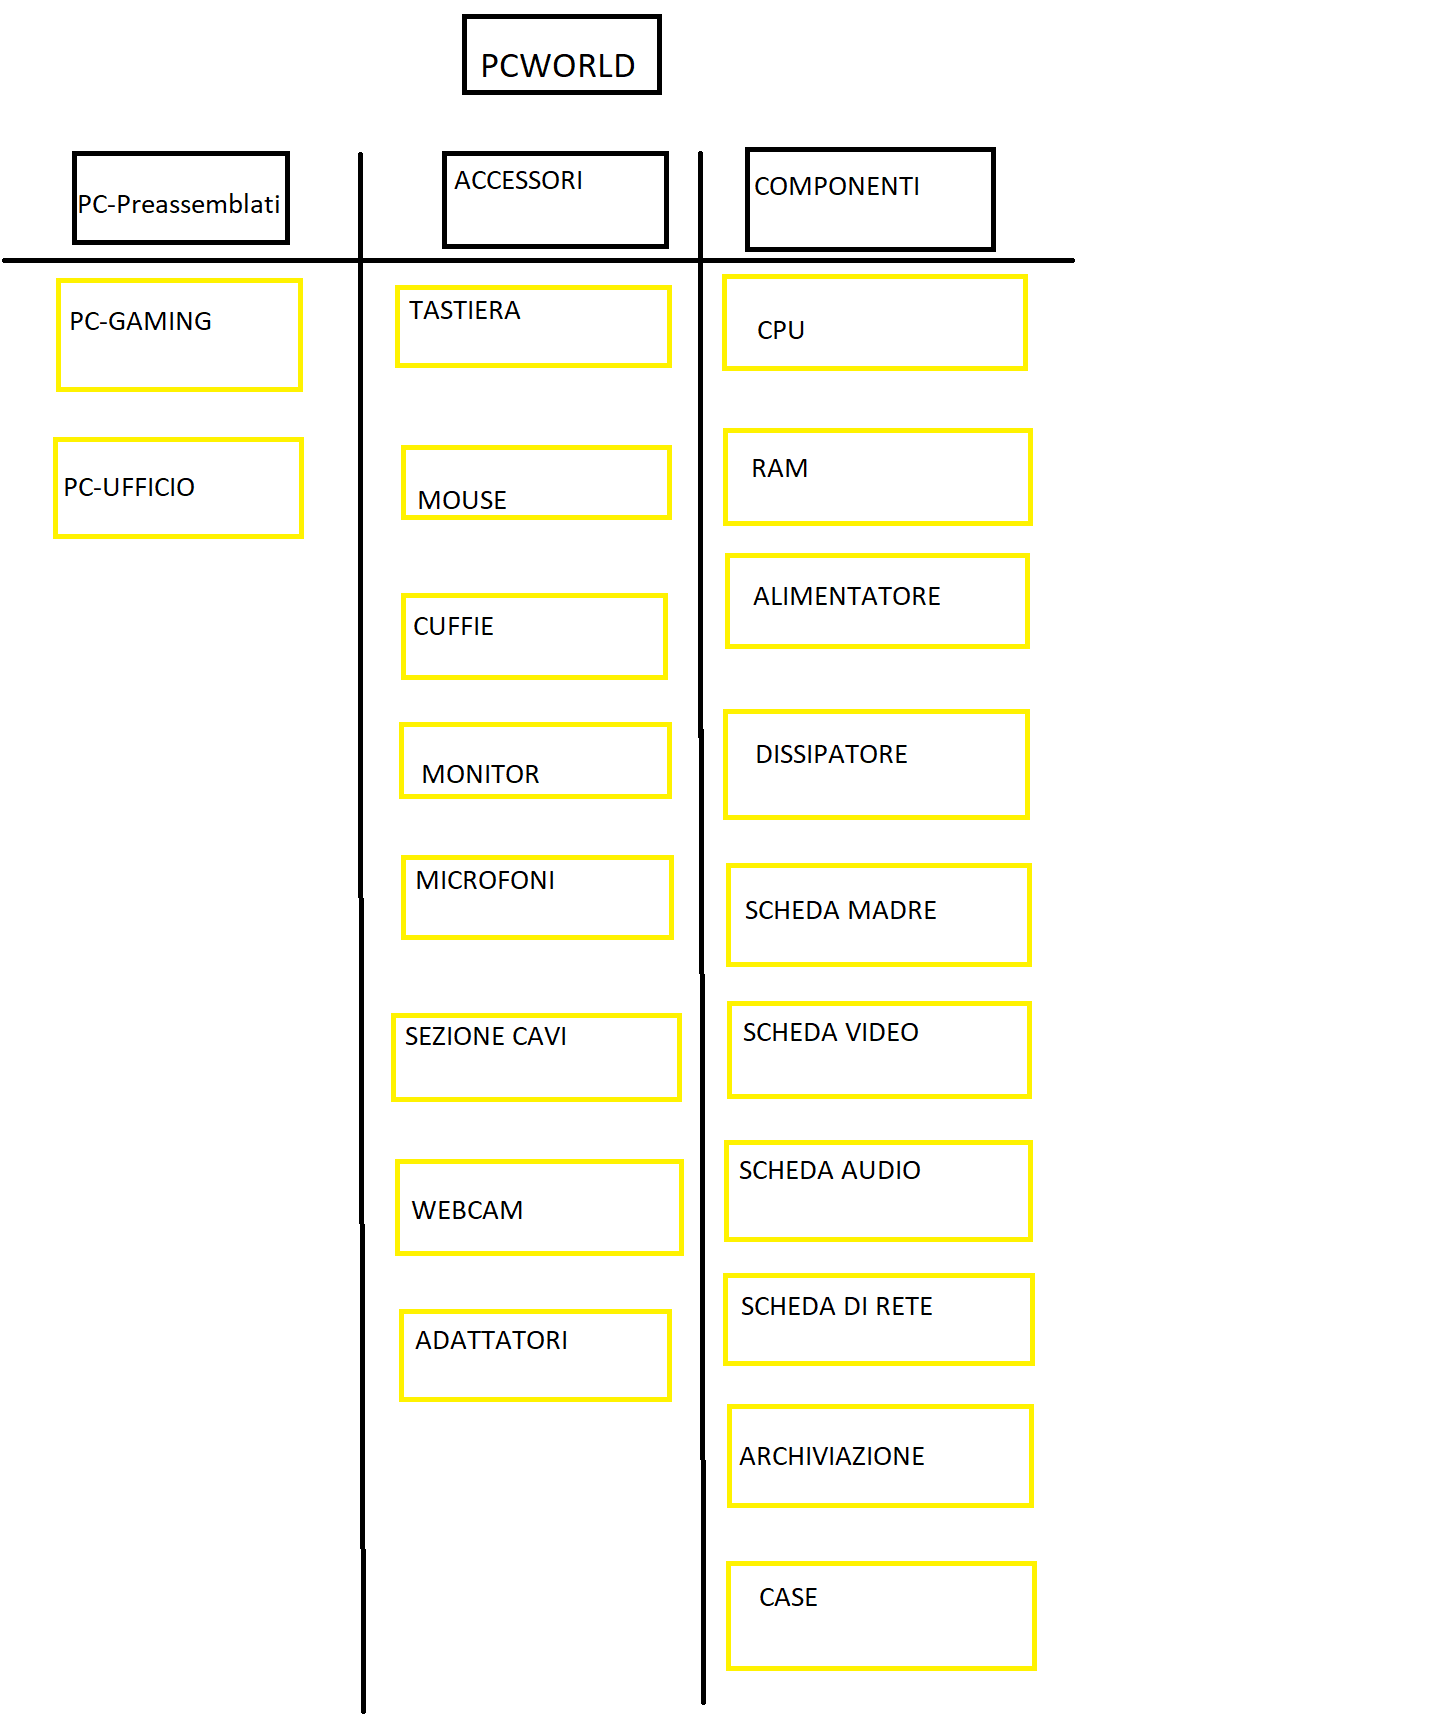 PCWORLD
PC-Preassemblati
PC-GAMING
PC-UFFICIO
ACCESSORI
TASTIERA
MOUSE
CUFFIE
MONITOR
MICROFONI
SEZIONE CAVI
WEBCAM
ADATTATORI
COMPONENTI
CPU
RAM
ALIMENTATORE
DISSIPATORE
SCHEDA MADRE
SCHEDA VIDEO
SCHEDA AUDIO
SCHEDA DI RETE
ARCHIVIAZIONE
CASE